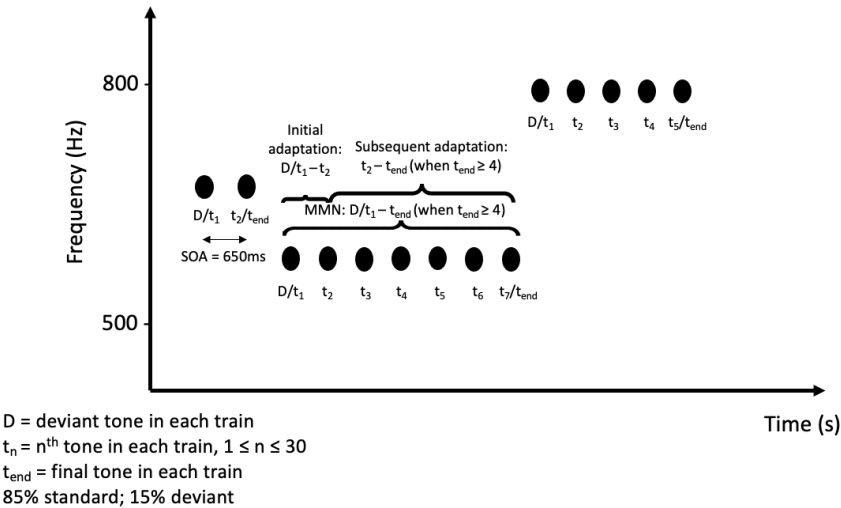 800
Frequency (Hz)
500
Initial
adaptation:
D/t₁–t₂
Subsequent adaptation:
t₂–tend (when tend ≥ 4)
D/t₁ t₂ t₃ t₄ t₅/tend
D/t₁ t₂/tend
MMN: D/t₁–tend (when tend ≥ 4)
SOA = 650ms
D/t₁ t₂ t₃ t₄ t₅ t₆ t₇/tend
Time (s)
D = deviant tone in each train
tₙ = nᵗʰ tone in each train, 1 ≤ n ≤ 30
tend = final tone in each train
85% standard; 15% deviant